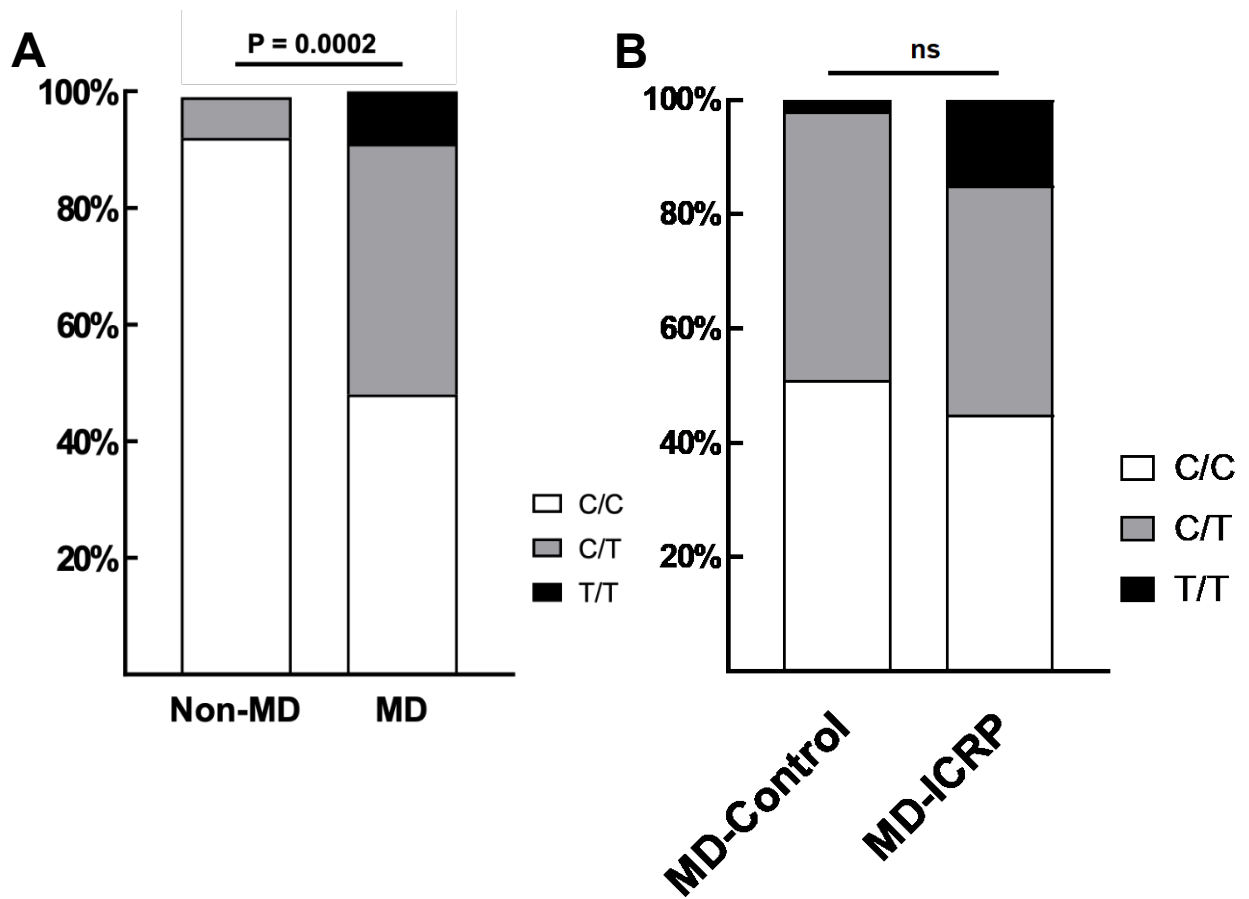 A
P = 0.0002
100%
80%
60%
40%
20%
Non-MD
MD
C/C
C/T
T/T
B
ns
100%
80%
60%
40%
20%
MD-Control
MD-ICRP
C/C
C/T
T/T